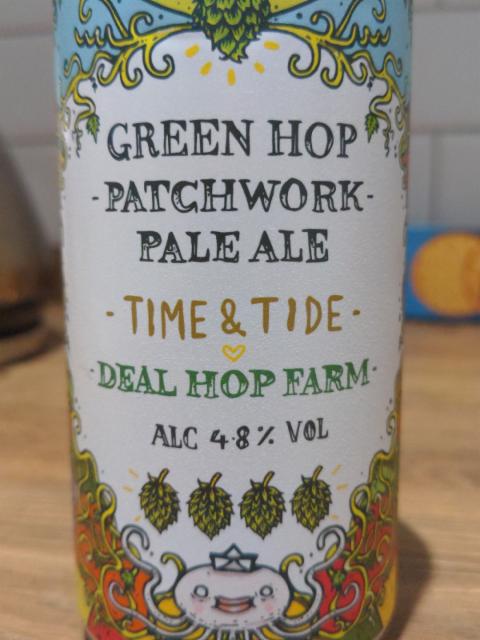 GREEN HOP
-PATCHWORK-
PALE ALE
· TIME & TIDE ·
·DEAL HOP FARM·
ALC 4·8% VOL